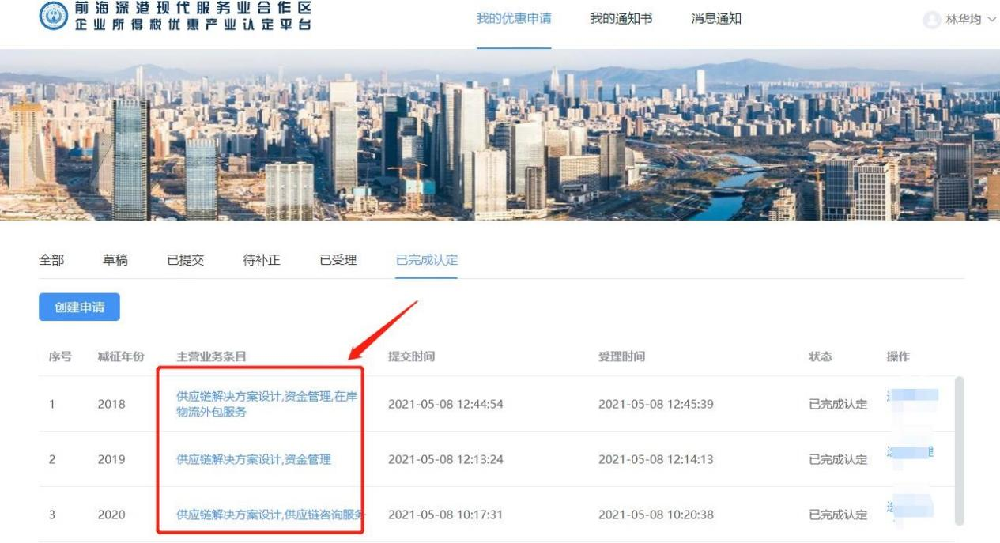 前海深港现代服务业合作区
企业所得税优惠产业认定平台
我的优惠申请 我的通知书 消息通知 林华均
全部 草稿 已提交 待补正 已受理 已完成认定
创建申请
序号 减征年份 主营业务条目 提交时间 受理时间 状态 操作
1 2018 供应链解决方案设计,资金管理,在岸 2021-05-08 12:44:54 2021-05-08 12:45:39 已完成认定
物流外包服务
2 2019 供应链解决方案设计,资金管理 2021-05-08 12:13:24 2021-05-08 12:14:13 已完成认定
3 2020 供应链解决方案设计,供应链咨询服务 2021-05-08 10:17:31 2021-05-08 10:20:38 已完成认定